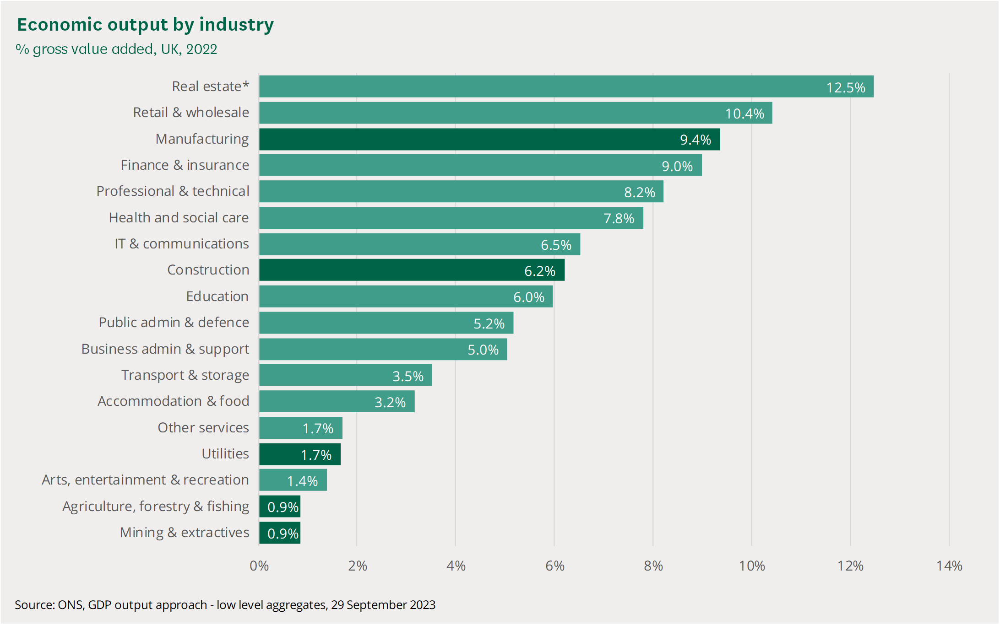 Economic output by industry
% gross value added, UK, 2022
Real estate* 12.5%
Retail & wholesale 10.4%
Manufacturing 9.4%
Finance & insurance 9.0%
Professional & technical 8.2%
Health and social care 7.8%
IT & communications 6.5%
Construction 6.2%
Education 6.0%
Public admin & defence 5.2%
Business admin & support 5.0%
Transport & storage 3.5%
Accommodation & food 3.2%
Other services 1.7%
Utilities 1.7%
Arts, entertainment & recreation 1.4%
Agriculture, forestry & fishing 0.9%
Mining & extractives 0.9%
0% 2% 4% 6% 8% 10% 12% 14%
Source: ONS, GDP output approach - low level aggregates, 29 September 2023